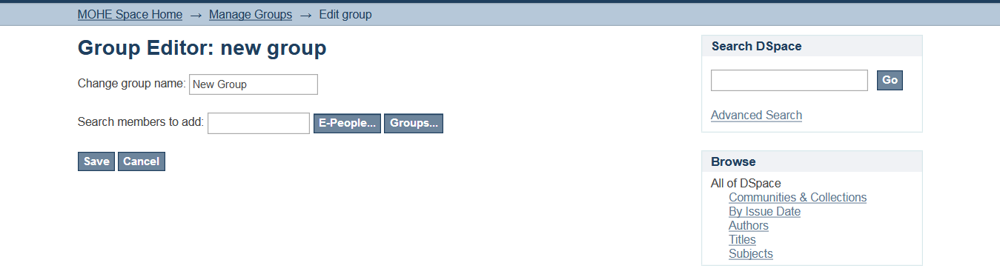 MOHE Space Home → Manage Groups → Edit group
Group Editor: new group
Change group name: New Group
Search members to add: E-People... Groups...
Save Cancel
Search DSpace
Go
Advanced Search
Browse
All of DSpace
Communities & Collections
By Issue Date
Authors
Titles
Subjects